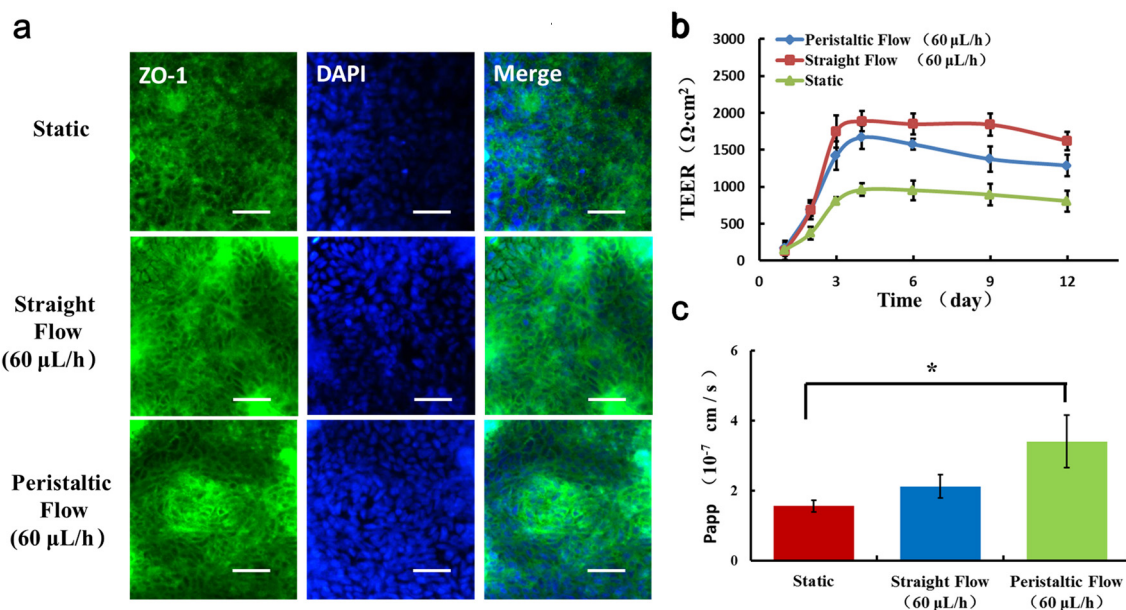 a
ZO-1
DAPI
Merge
Static
Straight
Flow
(60 μL/h)
Peristaltic
Flow
(60 μL/h)
b
Peristaltic Flow (60 μL/h)
Straight Flow (60 μL/h)
Static
TEER (Ω·cm²)
3000
2500
2000
1500
1000
500
0
0
3
6
9
12
Time (day)
c
Papp (10⁻⁷ cm / s)
6
4
2
0
*
Static
Straight Flow
(60 μL/h)
Peristaltic Flow
(60 μL/h)